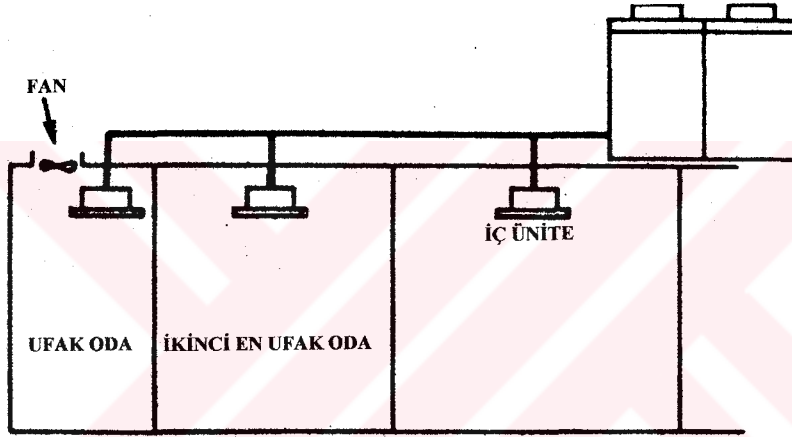 FAN
İÇ ÜNİTE
UFAK ODA
İKİNCİ EN UFAK ODA